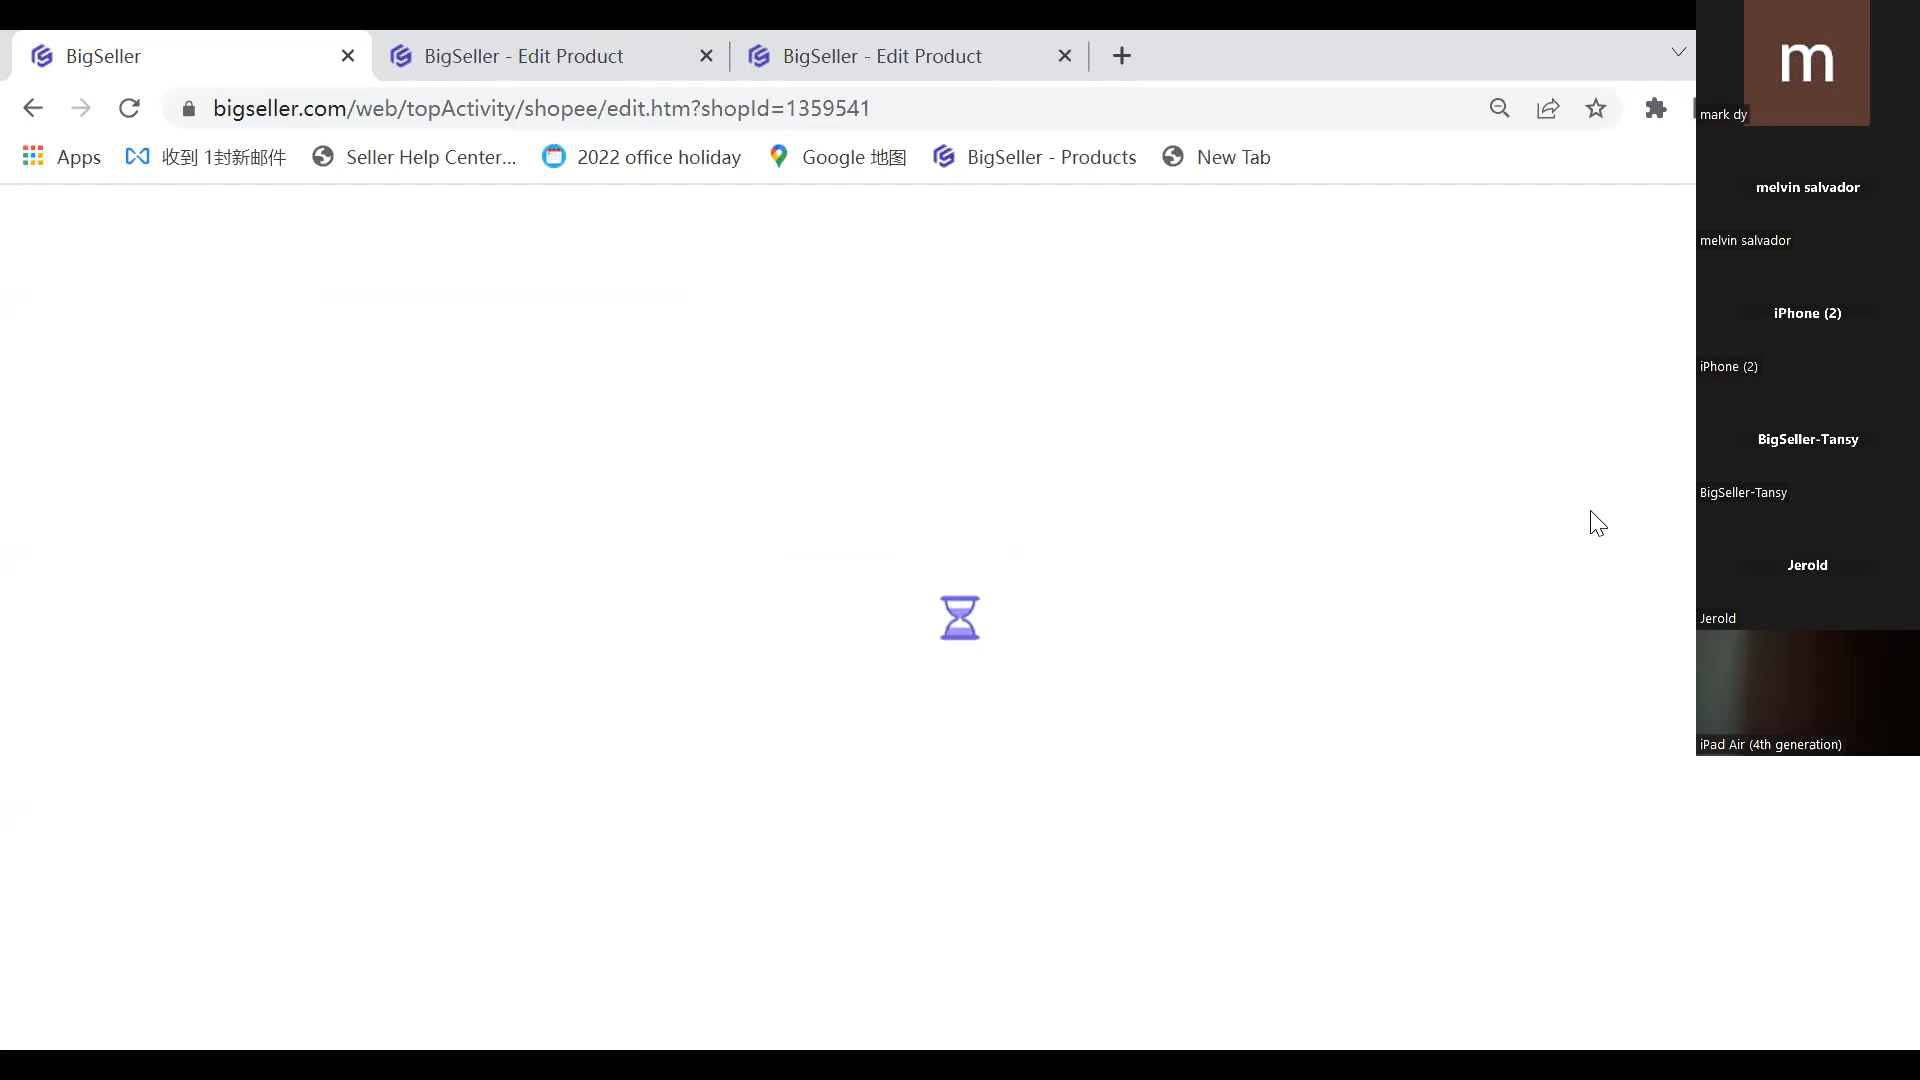 BigSeller
BigSeller - Edit Product
BigSeller - Edit Product
bigseller.com/web/topActivity/shopee/edit.htm?shopId=1359541
Apps
收到 1封新邮件
Seller Help Center...
2022 office holiday
Google 地图
BigSeller - Products
New Tab
m
mark dy
melvin salvador
melvin salvador
iPhone (2)
iPhone (2)
BigSeller-Tansy
BigSeller-Tansy
Jerold
Jerold
iPad Air (4th generation)